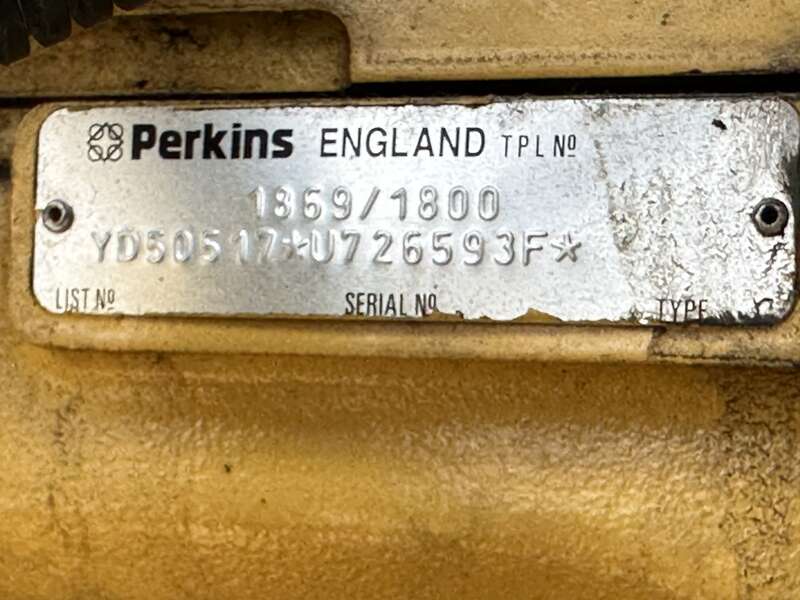 Perkins ENGLAND TPL Nº
1869/1800
YD50517*U726593F*
LIST Nº SERIAL Nº TYPE